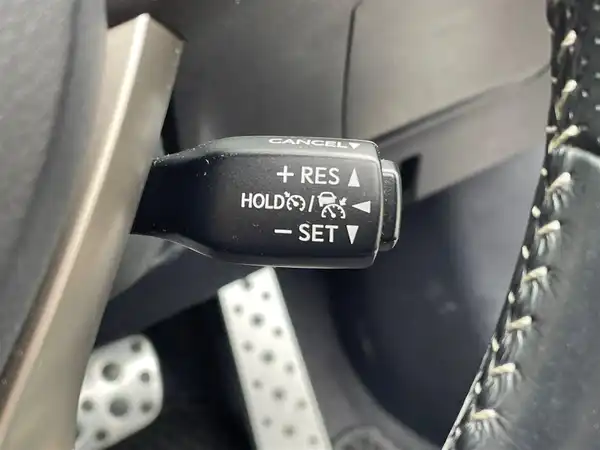 CANCEL▼
+ RES ▲
HOLD / ◀
− SET ▼